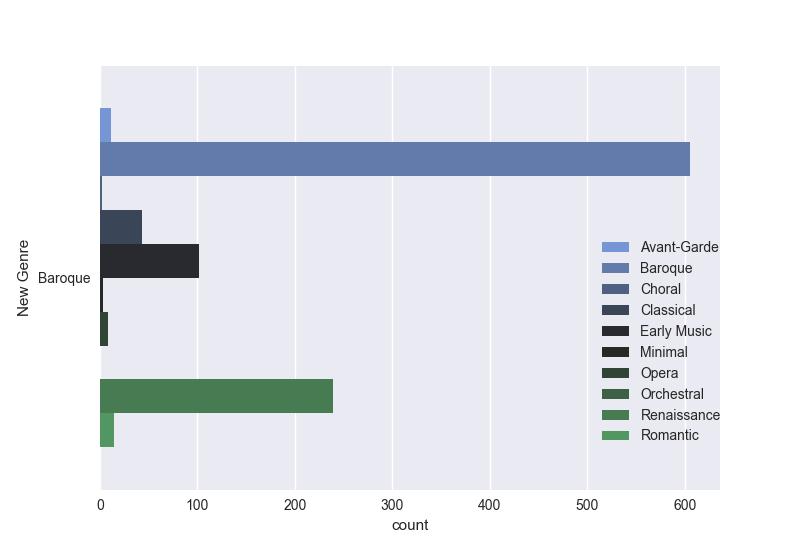 New Genre
Baroque
Avant-Garde
Baroque
Choral
Classical
Early Music
Minimal
Opera
Orchestral
Renaissance
Romantic
0 100 200 300 400 500 600
count